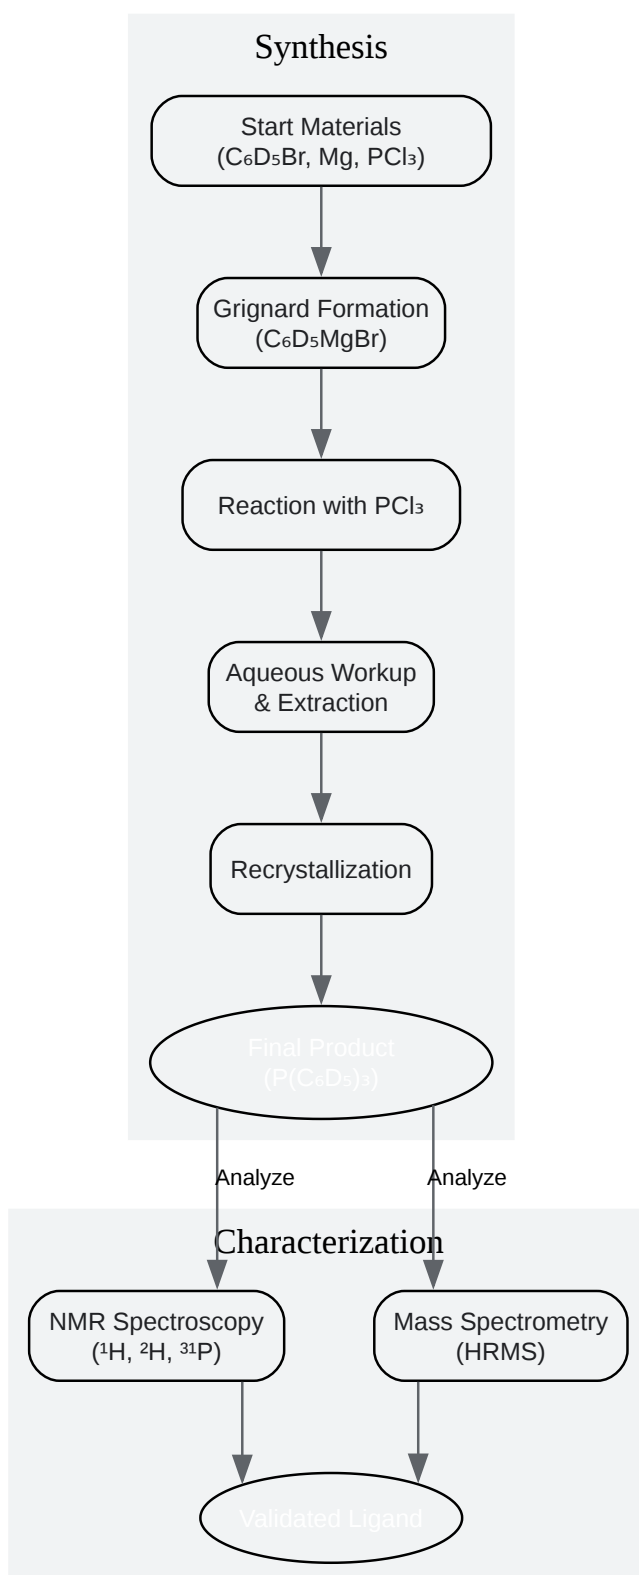 Synthesis
Start Materials
(C₆D₅Br, Mg, PCl₃)
Grignard Formation
(C₆D₅MgBr)
Reaction with PCl₃
Aqueous Workup
& Extraction
Recrystallization
Final Product
(P(C₆D₅)₃)
Analyze
Analyze
Characterization
NMR Spectroscopy
(¹H, ²H, ³¹P)
Mass Spectrometry
(HRMS)
Validated Ligand